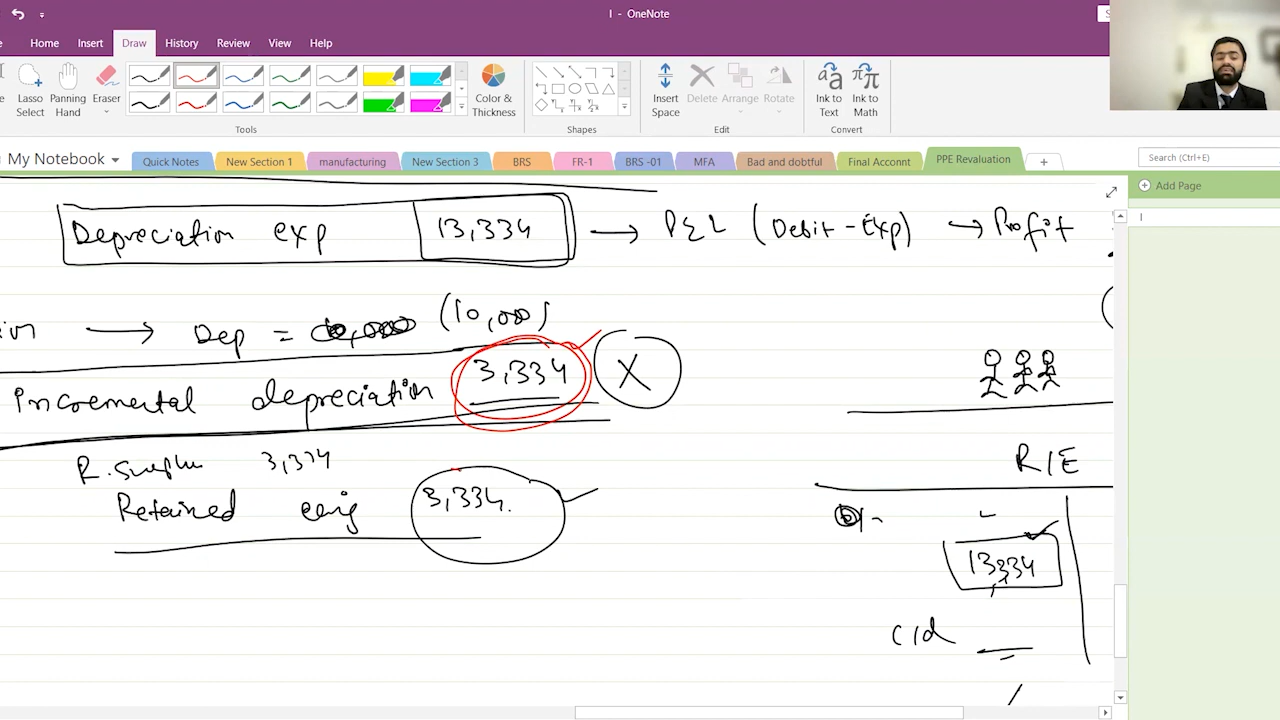 I - OneNote
Home Insert Draw History Review View Help
Lasso Select
Panning Hand
Eraser
Color & Thickness
Insert Space
Delete
Arrange
Rotate
Ink to Text
Ink to Math
Tools
Shapes
Edit
Convert
My Notebook
Quick Notes
New Section 1
manufacturing
New Section 3
BRS
FR-1
BRS -01
MFA
Bad and dobtful
Final Acconnt
PPE Revaluation
Search (Ctrl+E)
Add Page
I
Depreciation exp 13,334 → P&L (Debit - Exp) → Profit
→ Dep = (10,000)
Incremental depreciation 3,334 X
R. 3,334
Retained 3,334.
R/E
13,334
c/d